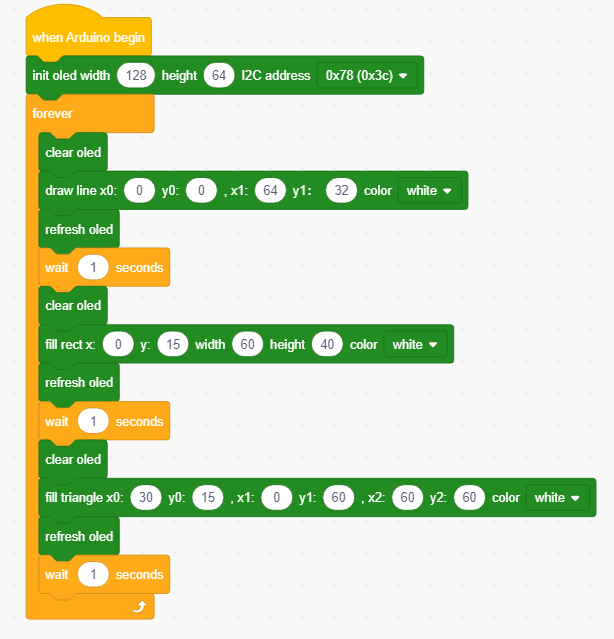 when Arduino begin
init oled width 128 height 64 I2C address 0x78 (0x3c)
forever
clear oled
draw line x0: 0 y0: 0 , x1: 64 y1: 32 color white
refresh oled
wait 1 seconds
clear oled
fill rect x: 0 y: 15 width 60 height 40 color white
refresh oled
wait 1 seconds
clear oled
fill triangle x0: 30 y0: 15 , x1: 0 y1: 60 , x2: 60 y2: 60 color white
refresh oled
wait 1 seconds